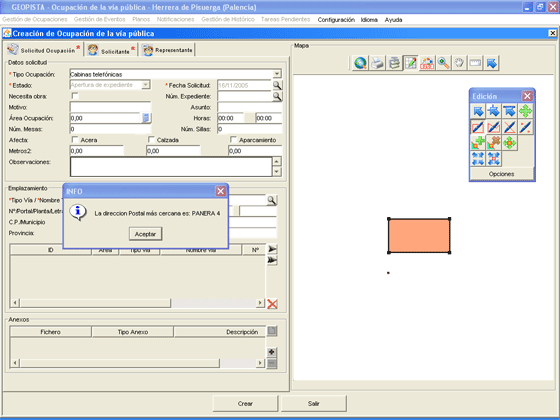 GEOPISTA - Ocupación de la vía pública - Herrera de Pisuerga (Palencia)
Gestión de Ocupaciones Gestión de Eventos Planos Notificaciones Gestión de Histórico Tareas Pendientes Configuración Idioma Ayuda
Creación de Ocupación de la vía pública
Solicitud Ocupación * Solicitante * Representante
Mapa
Datos solicitud
* Tipo Ocupación: Cabinas telefónicas
* Estado: Apertura de expediente * Fecha Solicitud: 15/11/2005
Necesita obra: Núm. Expediente:
Motivo: Asunto:
Área Ocupación: 0,00 Horas: 00:00 00:00
Núm. Mesas: 0 Núm. Sillas: 0
Afecta: Acera Calzada Aparcamiento
Metros2: 0,00 0,00 0,00
Observaciones:
Edición
Opciones
Emplazamiento
*Tipo Vía / *Nombre
Nº/Portal/Planta/Letra
C.P./Municipio
Provincia:
INFO
La direccion Postal más cercana es: PANERA 4
Aceptar
ID Area Tipo Vía Nombre Vía Nº
Anexos
Fichero Tipo Anexo Descripción
Crear Salir